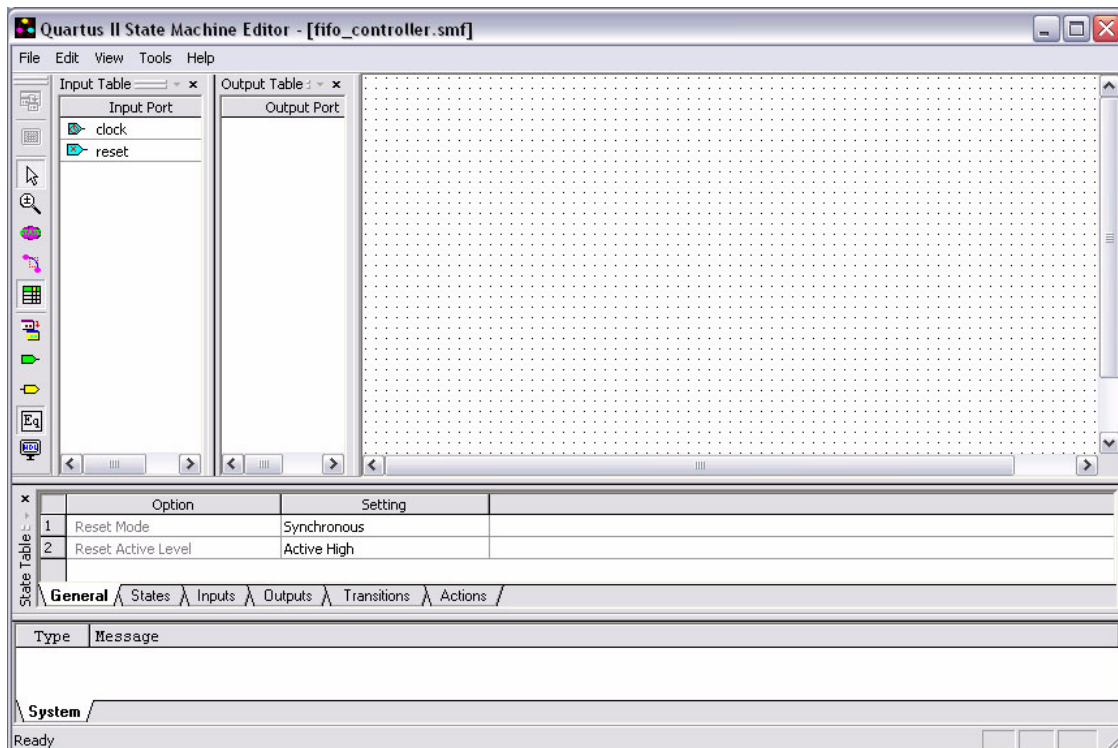 Quartus II State Machine Editor - [fifo_controller.smf]
File Edit View Tools Help
Input Table
Output Table
Input Port
Output Port
clock
reset
Eq
State Table
Option Setting
1 Reset Mode Synchronous
2 Reset Active Level Active High
General States Inputs Outputs Transitions Actions
Type Message
System
Ready